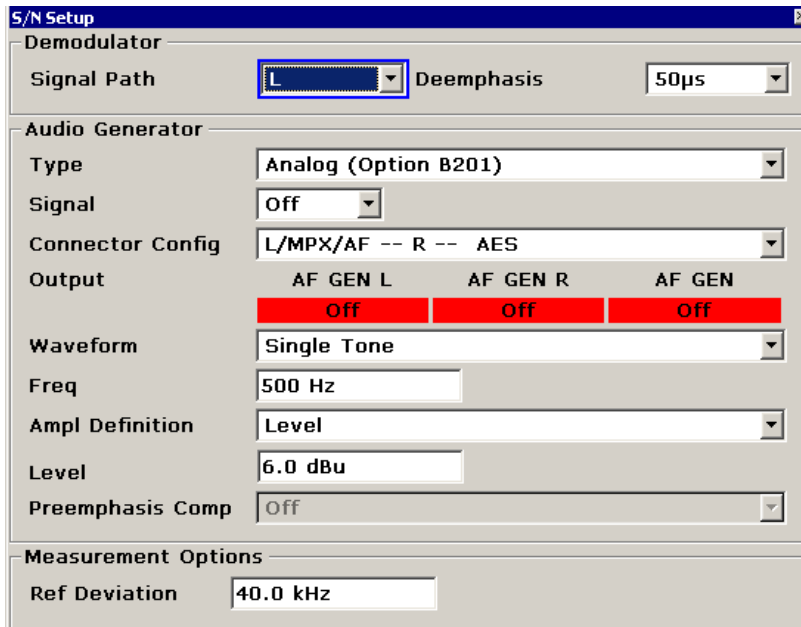 S/N Setup
Demodulator
Signal Path L Deemphasis 50µs
Audio Generator
Type Analog (Option B201)
Signal Off
Connector Config L/MPX/AF -- R -- AES
Output AF GEN L AF GEN R AF GEN
Off Off Off
Waveform Single Tone
Freq 500 Hz
Ampl Definition Level
Level 6.0 dBu
Preemphasis Comp Off
Measurement Options
Ref Deviation 40.0 kHz